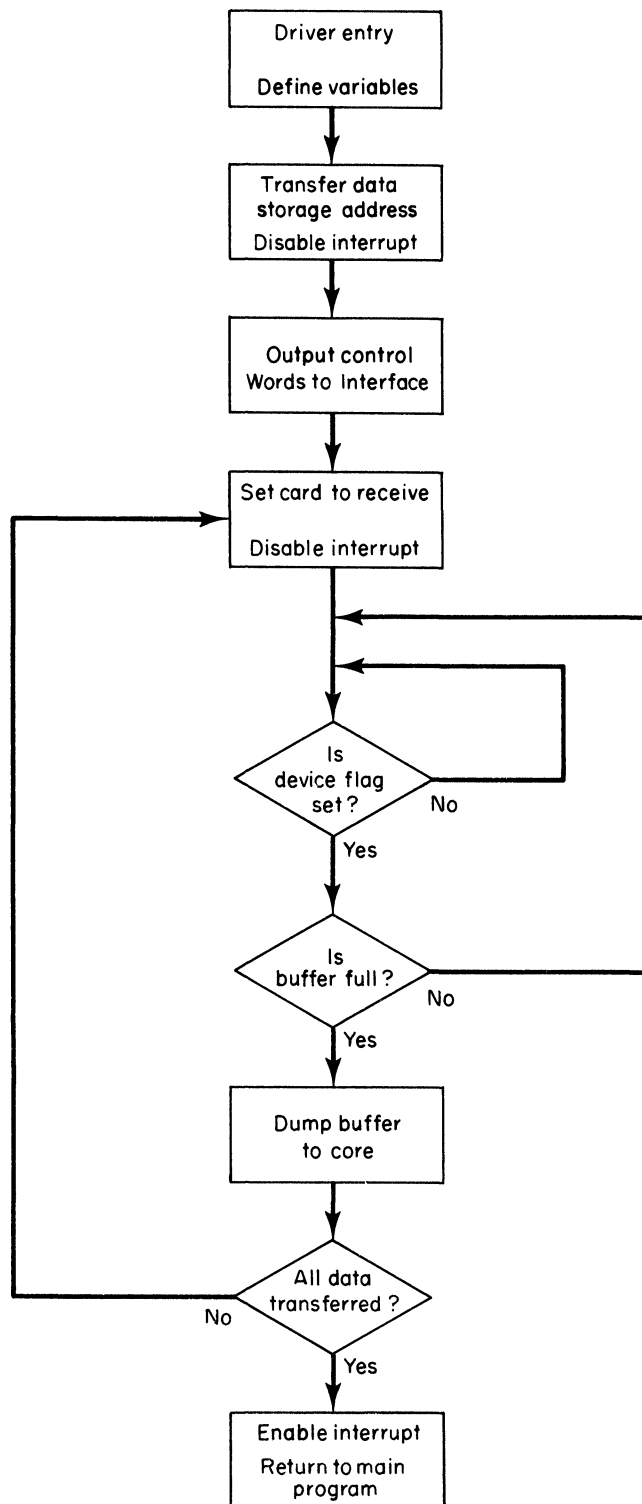 Driver entry
Define variables
Transfer data
storage address
Disable interrupt
Output control
Words to Interface
Set card to receive
Disable interrupt
Is
device flag
set?
No
Yes
Is
buffer full?
No
Yes
Dump buffer
to core
All data
transferred?
No
Yes
Enable interrupt
Return to main
program